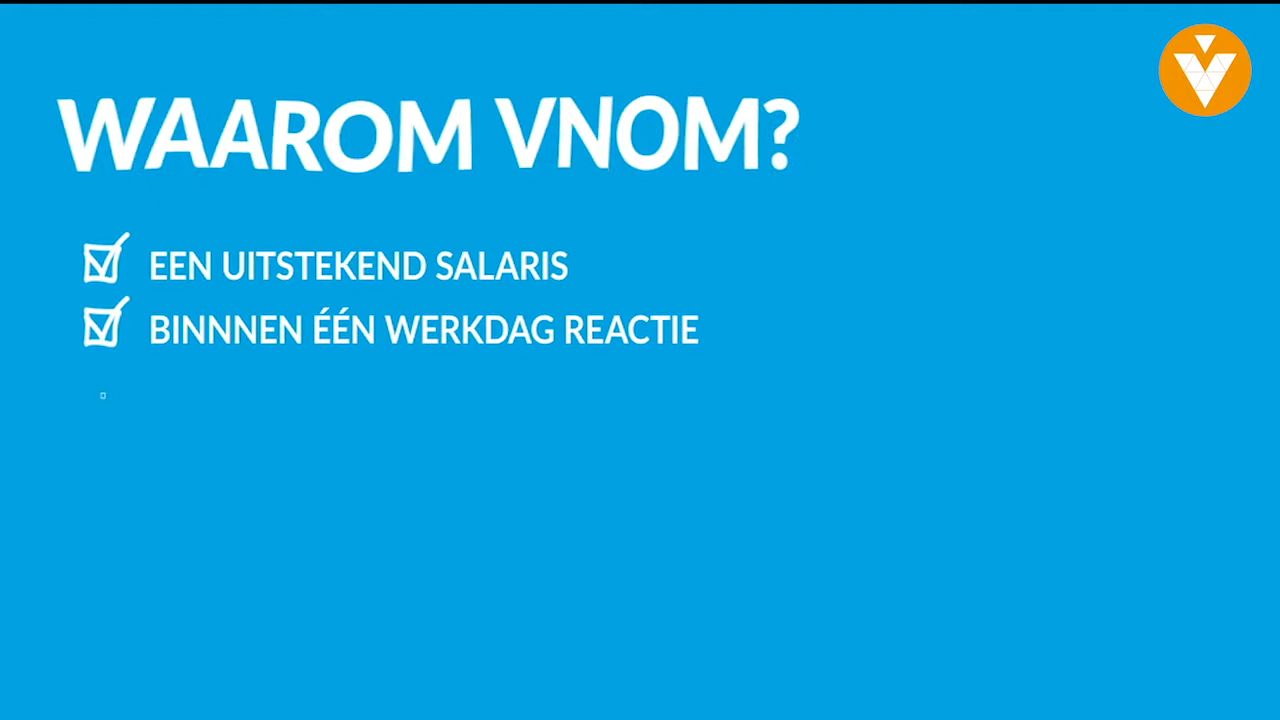 WAAROM VNOM?
EEN UITSTEKEND SALARIS
BINNNEN ÉÉN WERKDAG REACTIE